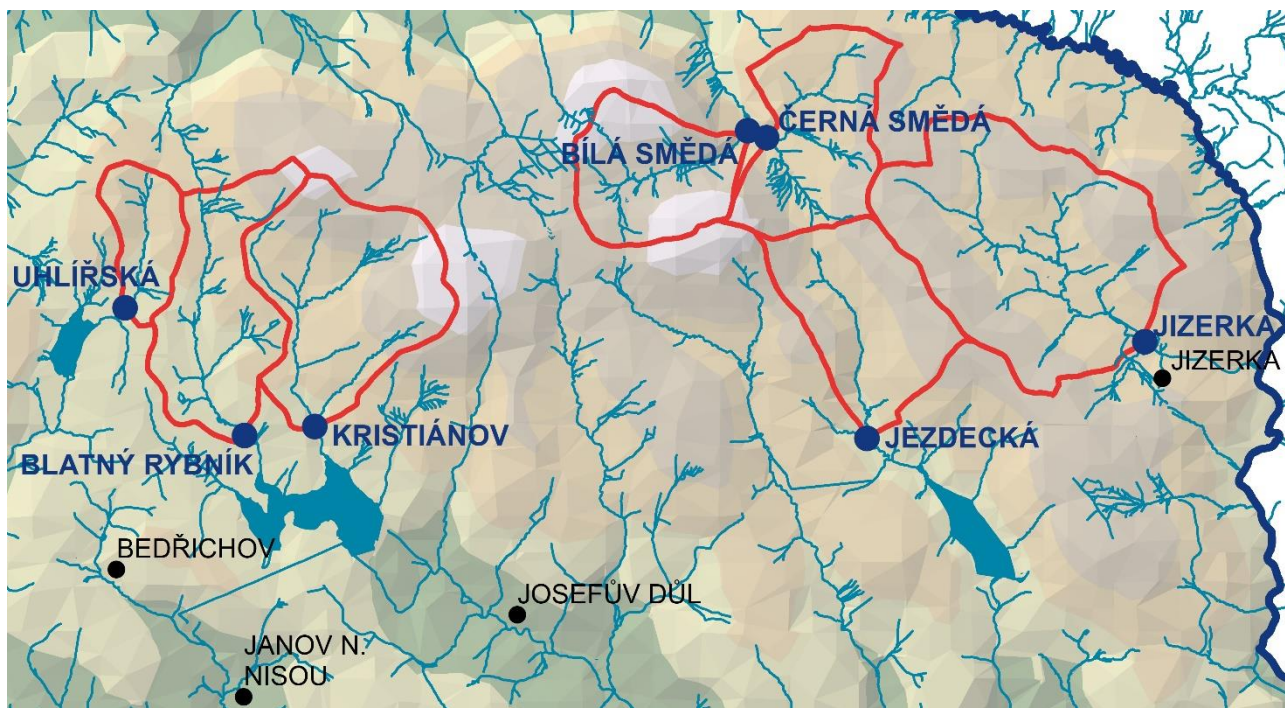 ČERNÁ SMĚDÁ
BÍLÁ SMĚDÁ
UHLÍŘSKÁ
JIZERKA
JIZERKA
KRISTIÁNOV
JEZDECKÁ
BLATNÝ RYBNÍK
BEDŘICHOV
JOSEFŮV DŮL
JANOV N.
NISOU